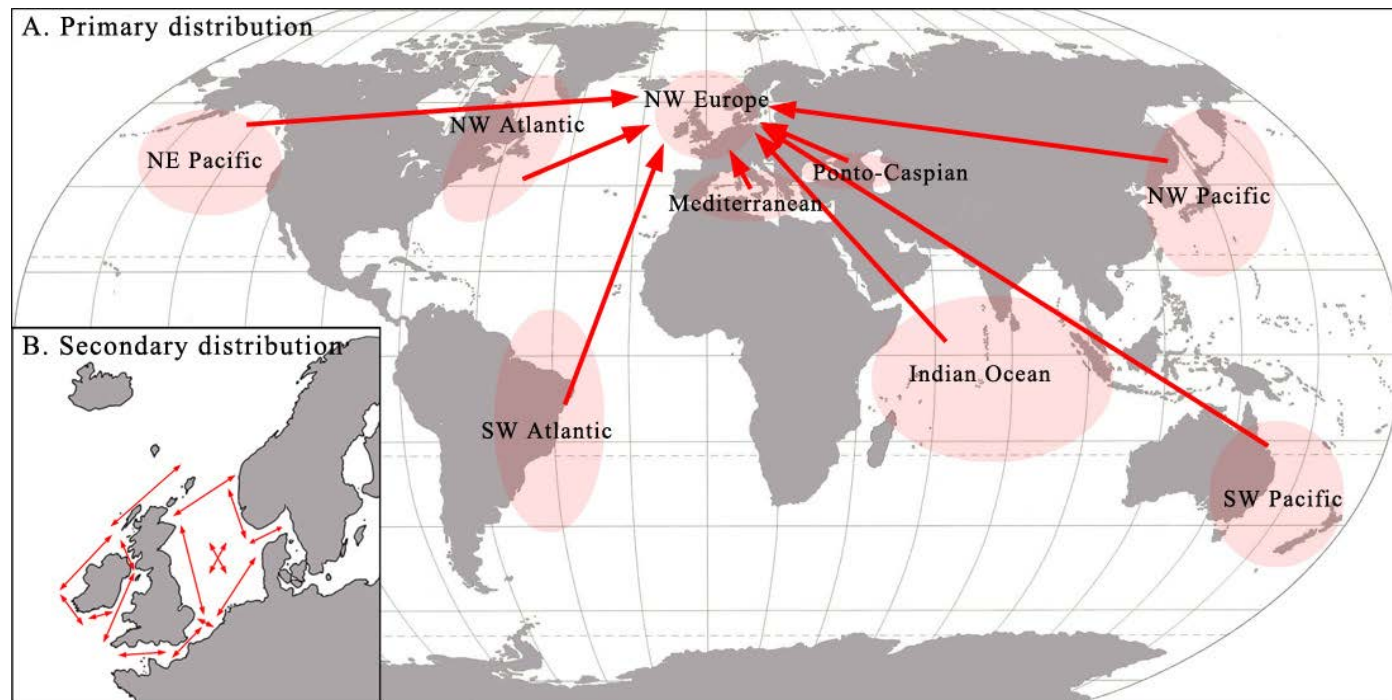 A. Primary distribution
NW Europe
NW Atlantic
NE Pacific
Ponto-Caspian
NW Pacific
Mediterranean
B. Secondary distribution
Indian Ocean
SW Atlantic
SW Pacific